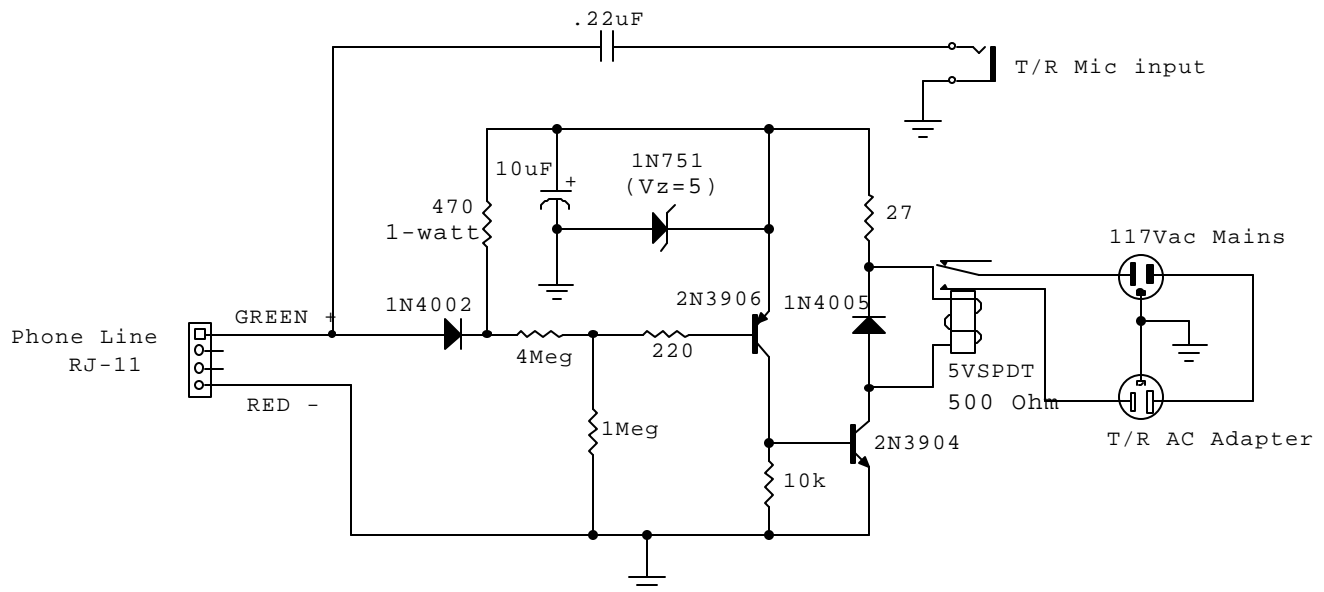 .22uF
T/R Mic input
10uF
+
1N751
(Vz=5)
470
1-watt
27
117Vac Mains
1N4002
2N3906
1N4005
GREEN +
Phone Line
RJ-11
4Meg
220
5VSPDT
500 Ohm
RED -
1Meg
2N3904
T/R AC Adapter
10k